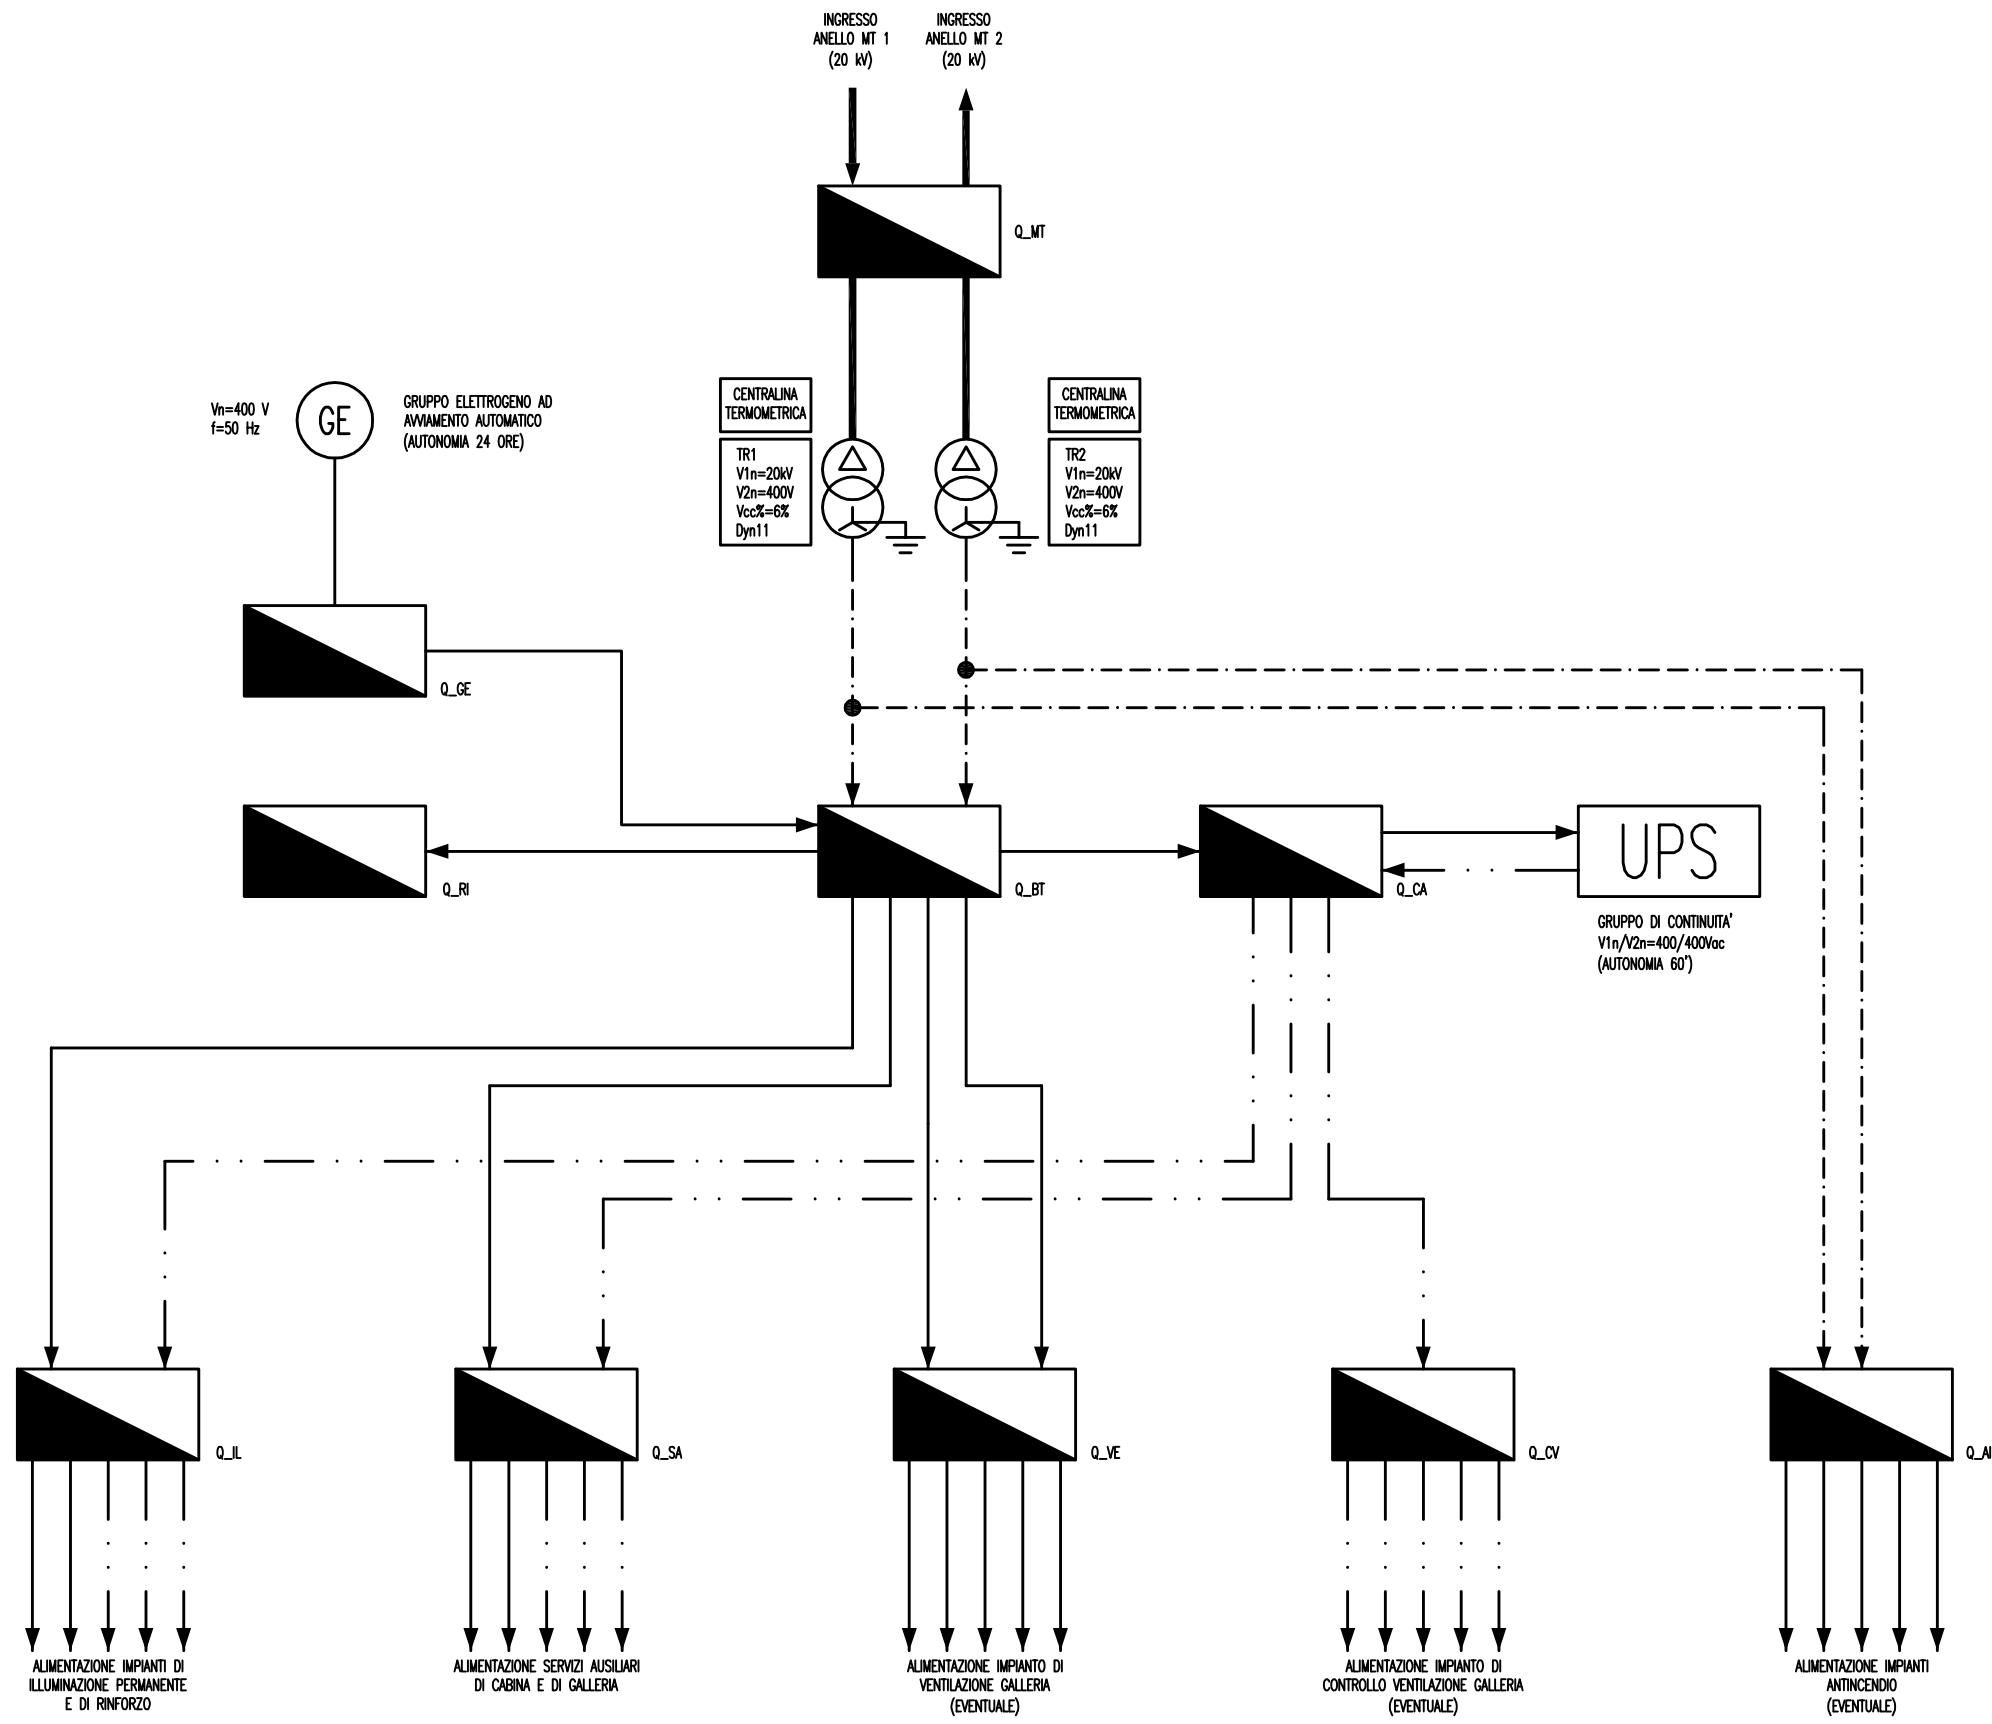 INGRESSO
ANELLO MT 1
(20 kV)
INGRESSO
ANELLO MT 2
(20 kV)
Q_MT
Vn=400 V
f=50 Hz
GE
GRUPPO ELETTROGENO AD
AVVIAMENTO AUTOMATICO
(AUTONOMIA 24 ORE)
CENTRALINA
TERMOMETRICA
TR1
V1n=20kV
V2n=400V
Vcc%=6%
Dyn11
CENTRALINA
TERMOMETRICA
TR2
V1n=20kV
V2n=400V
Vcc%=6%
Dyn11
Q_GE
Q_RI
Q_BT
Q_CA
UPS
GRUPPO DI CONTINUITA'
V1n/V2n=400/400Vac
(AUTONOMIA 60')
Q_IL
Q_SA
Q_VE
Q_CV
Q_AI
ALIMENTAZIONE IMPIANTI DI
ILLUMINAZIONE PERMANENTE
E DI RINFORZO
ALIMENTAZIONE SERVIZI AUSILIARI
DI CABINA E DI GALLERIA
ALIMENTAZIONE IMPIANTO DI
VENTILAZIONE GALLERIA
(EVENTUALE)
ALIMENTAZIONE IMPIANTO DI
CONTROLLO VENTILAZIONE GALLERIA
(EVENTUALE)
ALIMENTAZIONE IMPIANTI
ANTINCENDIO
(EVENTUALE)